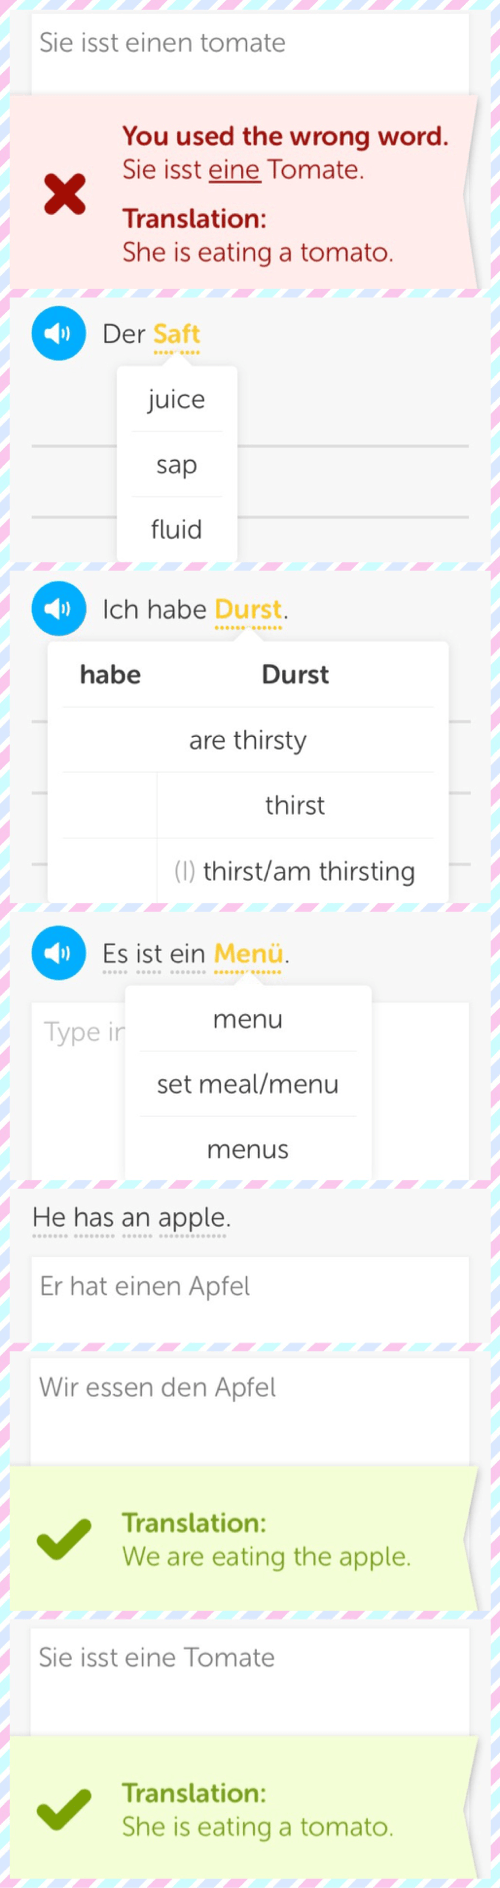 Sie isst einen tomate
You used the wrong word.
Sie isst eine Tomate.
Translation:
She is eating a tomato.
Der Saft
juice
sap
fluid
Ich habe Durst.
habe Durst
are thirsty
thirst
(I) thirst/am thirsting
Es ist ein Menü.
Type in
menu
set meal/menu
menus
He has an apple.
Er hat einen Apfel
Wir essen den Apfel
Translation:
We are eating the apple.
Sie isst eine Tomate
Translation:
She is eating a tomato.